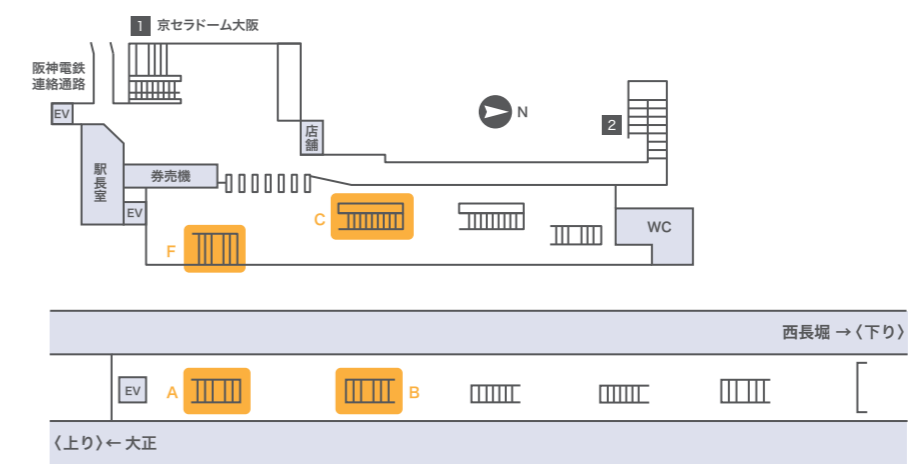 1 京セラドーム大阪
阪神電鉄
連絡通路
EV
N
2
店舗
駅長室
券売機
EV
C
WC
F
西長堀 →〈下り〉
EV
A
B
〈上り〉← 大正